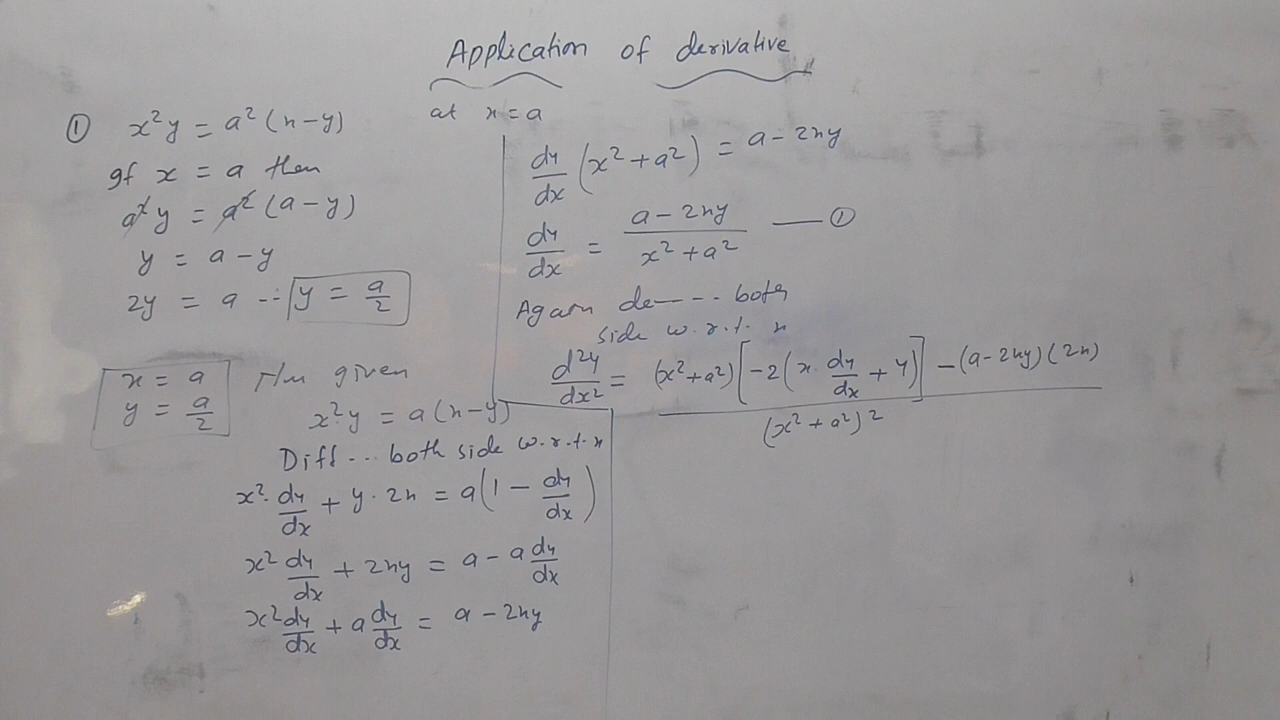 Application of derivative
① x²y = a²(x-y) at x = a
If x = a then
a²y = a²(a-y)
y = a-y
2y = a ∴ y = a/2
x = a
y = a/2
The given
x²y = a(x-y)
Diff... both side w.r.t. x
x²·dy/dx + y·2x = a(1 - dy/dx)
x² dy/dx + 2xy = a - a dy/dx
x² dy/dx + a dy/dx = a - 2xy
dy/dx (x²+a²) = a - 2xy
dy/dx = (a - 2xy)/(x²+a²) — ①
Again de--- both
side w.r.t. x
d²y/dx² = (x²+a²)[-2(x·dy/dx + y)] - (a-2xy)(2x) / (x²+a²)²